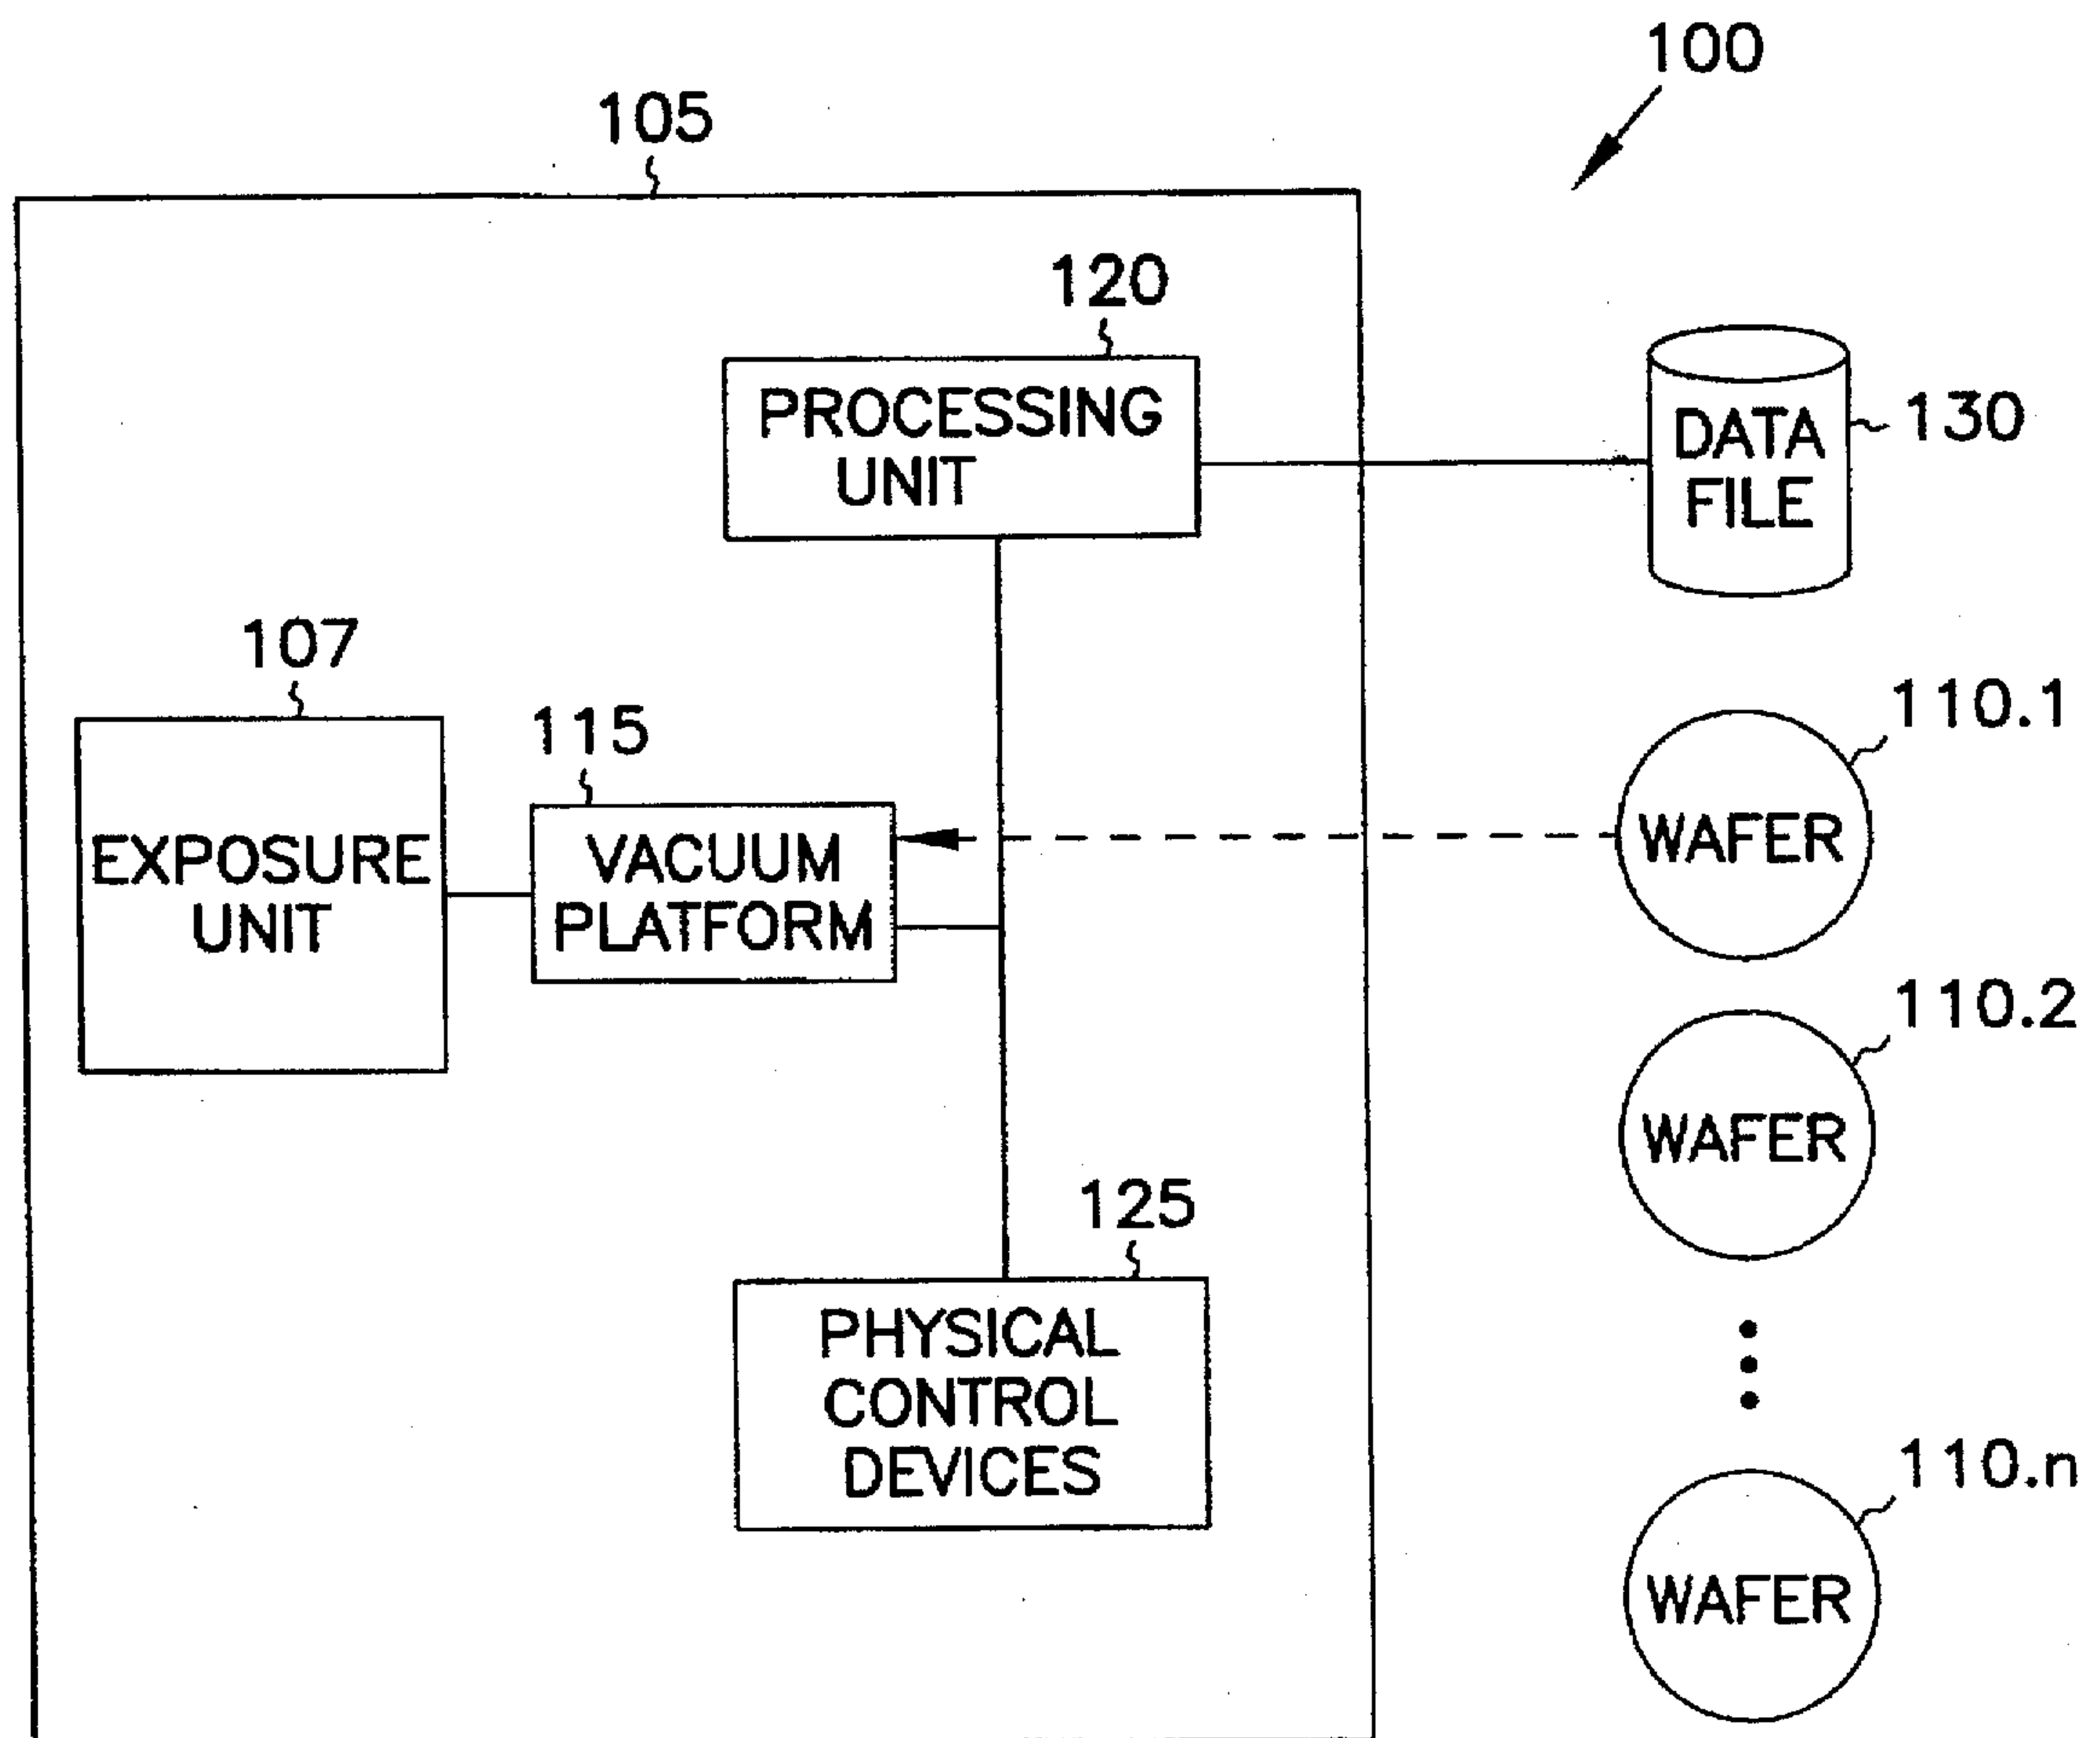 100
105
120
PROCESSING
UNIT
DATA
FILE
130
107
EXPOSURE
UNIT
115
VACUUM
PLATFORM
110.1
WAFER
110.2
WAFER
125
PHYSICAL
CONTROL
DEVICES
110.n
WAFER